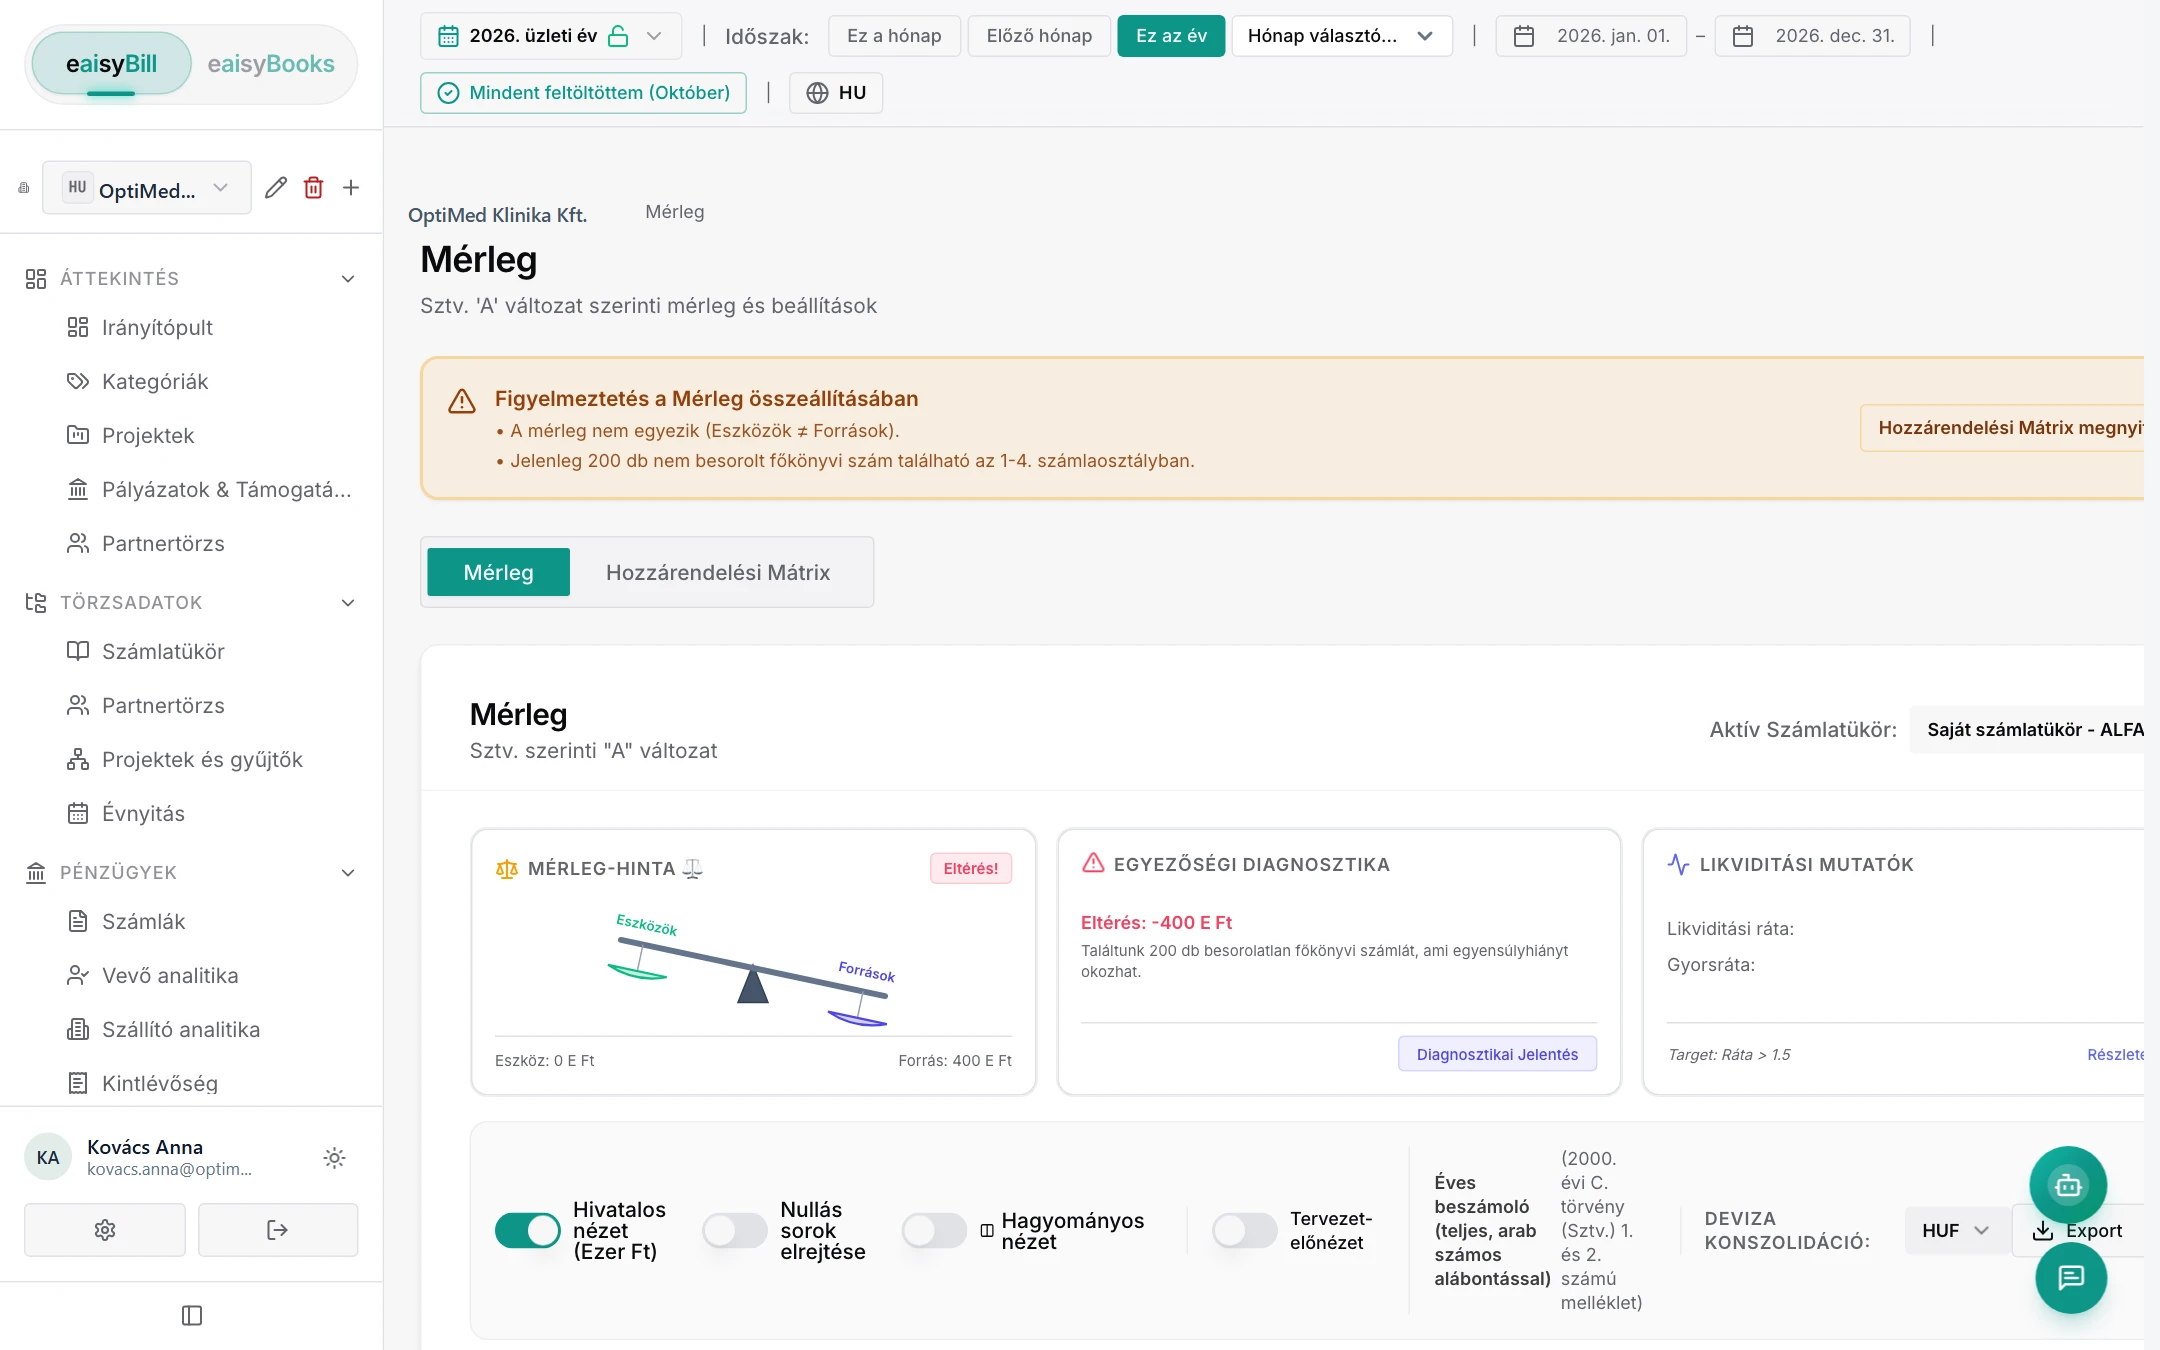 eaisyBill
eaisyBooks
2026. üzleti év
Időszak:
Ez a hónap
Előző hónap
Ez az év
Hónap választó...
2026. jan. 01.
–
2026. dec. 31.
Mindent feltöltöttem (Október)
HU
HU
OptiMed...
ÁTTEKINTÉS
Irányítópult
Kategóriák
Projektek
Pályázatok & Támogatá...
Partnertörzs
TÖRZSADATOK
Számlatükör
Partnertörzs
Projektek és gyűjtők
Évnyitás
PÉNZÜGYEK
Számlák
Vevő analitika
Szállító analitika
Kintlévőség
KA
Kovács Anna
kovacs.anna@optim...
OptiMed Klinika Kft.
Mérleg
Mérleg
Sztv. 'A' változat szerinti mérleg és beállítások
Figyelmeztetés a Mérleg összeállításában
• A mérleg nem egyezik (Eszközök ≠ Források).
• Jelenleg 200 db nem besorolt főkönyvi szám található az 1-4. számlaosztályban.
Hozzárendelési Mátrix megnyi
Mérleg
Hozzárendelési Mátrix
Mérleg
Sztv. szerinti "A" változat
Aktív Számlatükör:
Saját számlatükör - ALFA
MÉRLEG-HINTA
Eltérés!
Eszközök
Források
Eszköz: 0 E Ft
Forrás: 400 E Ft
EGYEZŐSÉGI DIAGNOSZTIKA
Eltérés: -400 E Ft
Találtunk 200 db besorolatlan főkönyvi számlát, ami egyensúlyhiányt
okozhat.
Diagnosztikai Jelentés
LIKVIDITÁSI MUTATÓK
Likviditási ráta:
Gyorsráta:
Target: Ráta > 1.5
Részlete
Hivatalos
nézet
(Ezer Ft)
Nullás
sorok
elrejtése
Hagyományos
nézet
Tervezet-
előnézet
Éves
beszámoló
(teljes, arab
számos
alábontással)
(2000.
évi C.
törvény
(Sztv.) 1.
és 2.
számú
melléklet)
DEVIZA
KONSZOLIDÁCIÓ:
HUF
Export